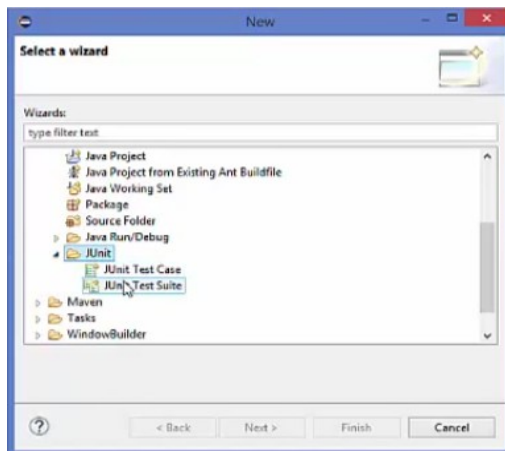 New
Select a wizard
Wizards:
type filter text
Java Project
Java Project from Existing Ant Buildfile
Java Working Set
Package
Source Folder
Java Run/Debug
JUnit
JUnit Test Case
JUnit Test Suite
Maven
Tasks
WindowBuilder
?
< Back Next > Finish Cancel